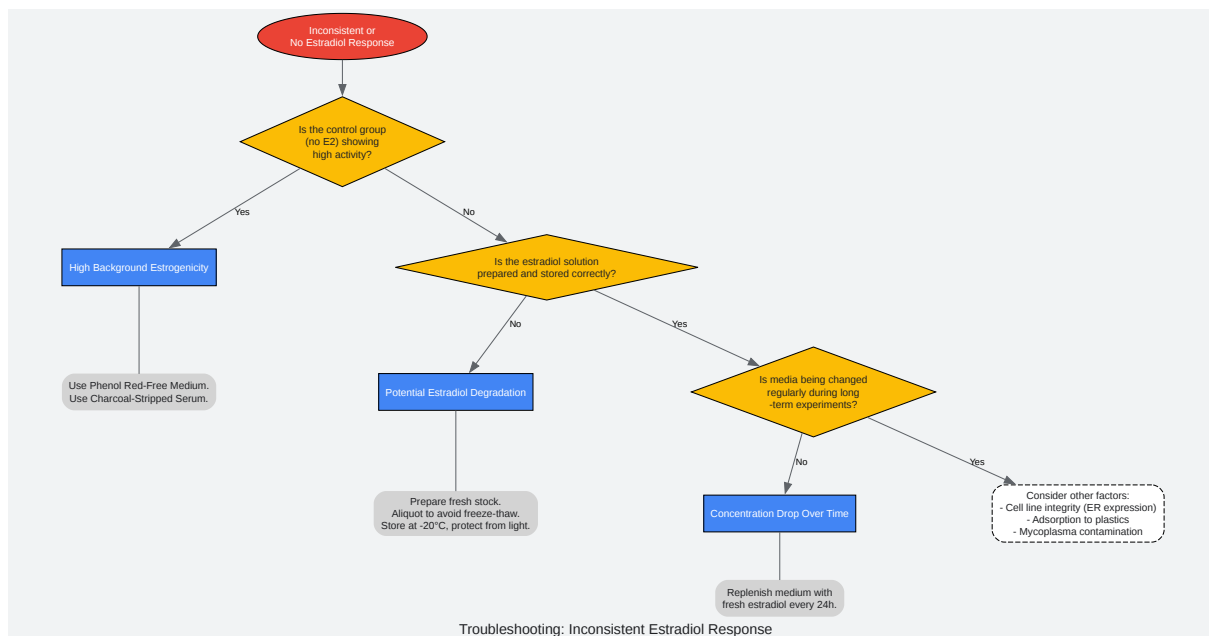 Inconsistent or
No Estradiol Response
Is the control group
(no E2) showing
high activity?
Yes
No
High Background Estrogenicity
Is the estradiol solution
prepared and stored correctly?
No
Yes
Use Phenol Red-Free Medium.
Use Charcoal-Stripped Serum.
Potential Estradiol Degradation
Is media being changed
regularly during long
-term experiments?
No
Yes
Prepare fresh stock.
Aliquot to avoid freeze-thaw.
Store at -20°C, protect from light.
Concentration Drop Over Time
Consider other factors:
- Cell line integrity (ER expression)
- Adsorption to plastics
- Mycoplasma contamination
Replenish medium with
fresh estradiol every 24h.
Troubleshooting: Inconsistent Estradiol Response